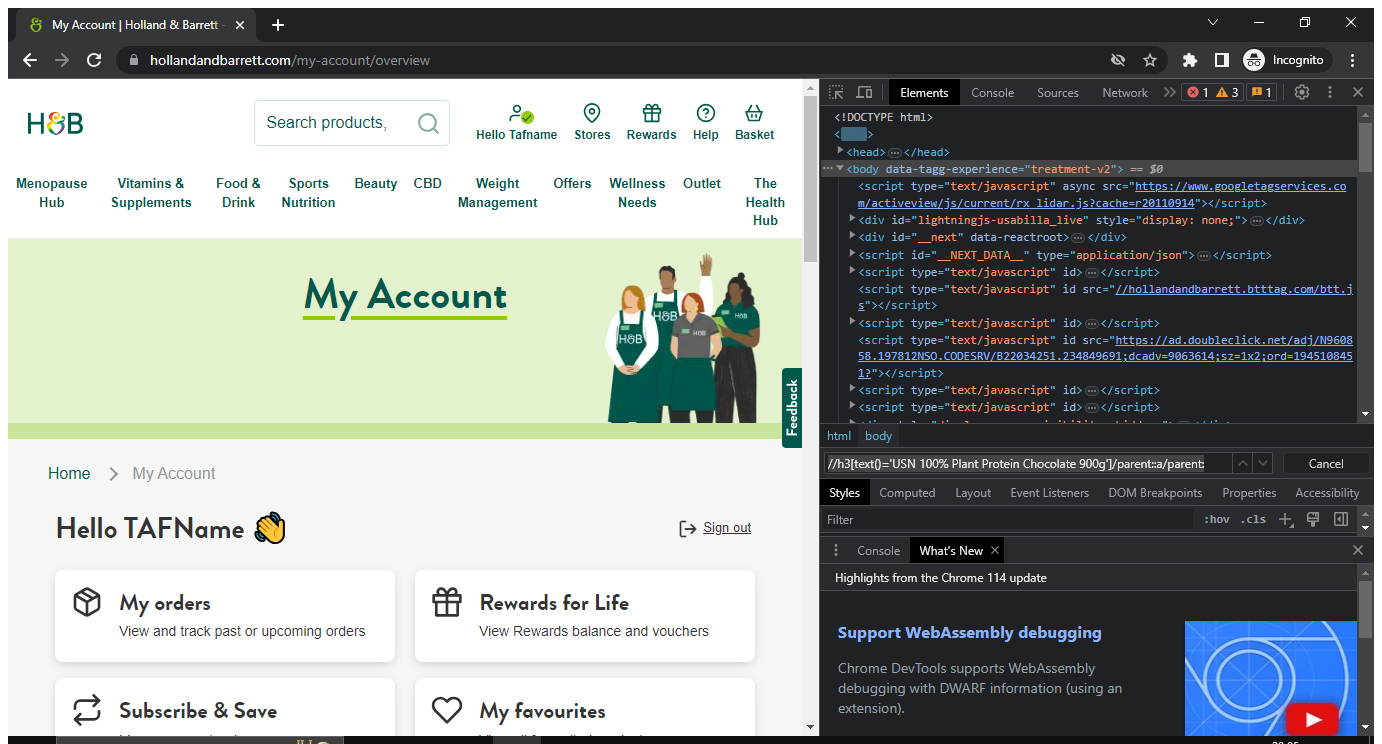 My Account | Holland & Barrett -
hollandandbarrett.com/my-account/overview
Incognito
H&B
Search products,
Hello Tafname
Stores
Rewards
Help
Basket
Menopause Hub
Vitamins & Supplements
Food & Drink
Sports Nutrition
Beauty
CBD
Weight Management
Offers
Wellness Needs
Outlet
The Health Hub
My Account
H&B
H&B
H&B
H&B
Feedback
Home
My Account
Hello TAFName
Sign out
My orders
View and track past or upcoming orders
Rewards for Life
View Rewards balance and vouchers
Subscribe & Save
My favourites
Elements
Console
Sources
Network
1
3
1
<!DOCTYPE html>
<head>…</head>
<body data-tagg-experience="treatment-v2"> == $0
<script type="text/javascript" async src="https://www.googletagservices.co
m/activeview/js/current/rx_lidar.js?cache=r20110914"></script>
<div id="lightningjs-usabilla_live" style="display: none;">…</div>
<div id="__next" data-reactroot>…</div>
<script id="__NEXT_DATA__" type="application/json">…</script>
<script type="text/javascript" id>…</script>
<script type="text/javascript" id src="//hollandandbarrett.btttag.com/btt.j
s"></script>
<script type="text/javascript" id>…</script>
<script type="text/javascript" id src="https://ad.doubleclick.net/adj/N9608
58.197812NSO.CODESRV/B22034251.234849691;dcadv=9063614;sz=1x2;ord=194510845
1?"></script>
<script type="text/javascript" id>…</script>
<script type="text/javascript" id>…</script>
html
body
//h3[text()='USN 100% Plant Protein Chocolate 900g']/parent::a/parent:
Cancel
Styles
Computed
Layout
Event Listeners
DOM Breakpoints
Properties
Accessibility
Filter
:hov
.cls
Console
What's New
Highlights from the Chrome 114 update
Support WebAssembly debugging
Chrome DevTools supports WebAssembly
debugging with DWARF information (using an
extension).